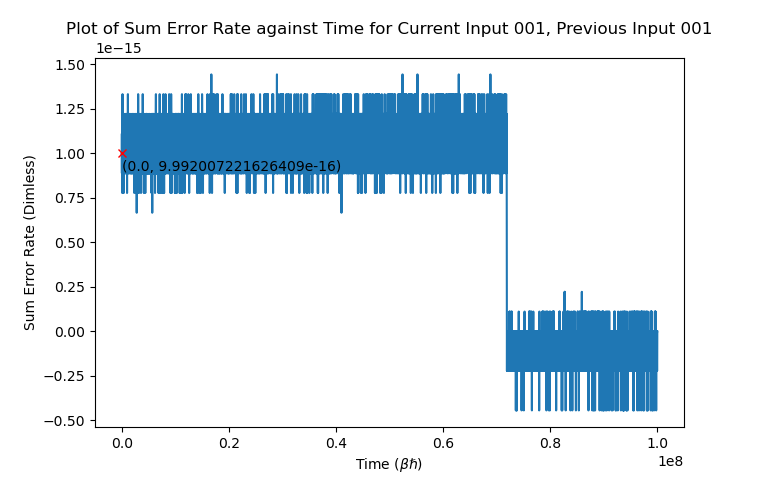 Plot of Sum Error Rate against Time for Current Input 001, Previous Input 001
1e−15
1.50
1.25
1.00
0.75
0.50
0.25
0.00
−0.25
−0.50
Sum Error Rate (Dimless)
(0.0, 9.992007221626409e-16)
0.0 0.2 0.4 0.6 0.8 1.0
1e8
Time (βℏ)